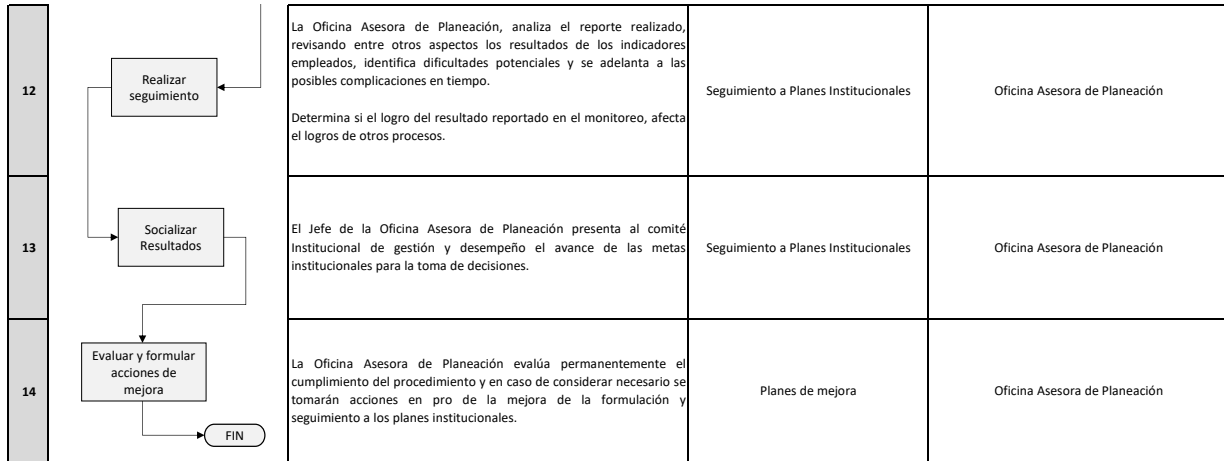 12
Realizar
seguimiento
La Oficina Asesora de Planeación, analiza el reporte realizado,
revisando entre otros aspectos los resultados de los indicadores
empleados, identifica dificultades potenciales y se adelanta a las
posibles complicaciones en tiempo.
Determina si el logro del resultado reportado en el monitoreo, afecta
el logros de otros procesos.
Seguimiento a Planes Institucionales
Oficina Asesora de Planeación
13
Socializar
Resultados
El Jefe de la Oficina Asesora de Planeación presenta al comité
Institucional de gestión y desempeño el avance de las metas
institucionales para la toma de decisiones.
Seguimiento a Planes Institucionales
Oficina Asesora de Planeación
14
Evaluar y formular
acciones de
mejora
FIN
La Oficina Asesora de Planeación evalúa permanentemente el
cumplimiento del procedimiento y en caso de considerar necesario se
tomarán acciones en pro de la mejora de la formulación y
seguimiento a los planes institucionales.
Planes de mejora
Oficina Asesora de Planeación